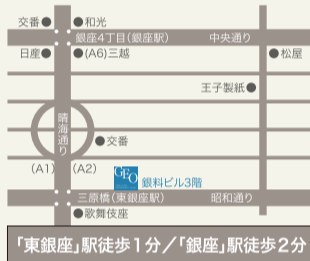 交番● ●和光
銀座4丁目(銀座駅) 中央通り
日産● ●(A6)三越 ●松屋
王子製紙●
晴海通り
●交番
(A1) (A2)
GEO 銀料ビル3階
三原橋(東銀座駅) 昭和通り
●歌舞伎座
「東銀座」駅徒歩1分/「銀座」駅徒歩2分